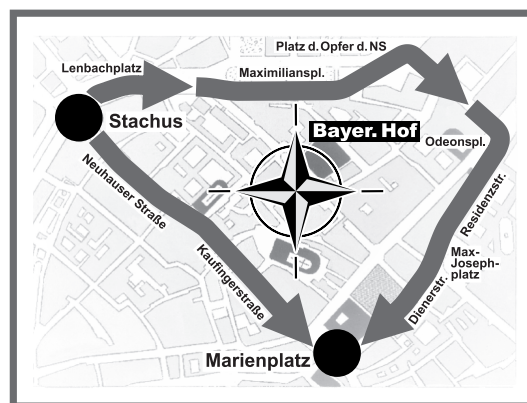 Platz d. Opfer d. NS
Lenbachplatz
Maximilianspl.
Stachus
Bayer. Hof
Odeonspl.
Neuhauser Straße
Residenzstr.
Kaufingerstraße
Max-
Joseph-
platz
Dienerstr.
Marienplatz